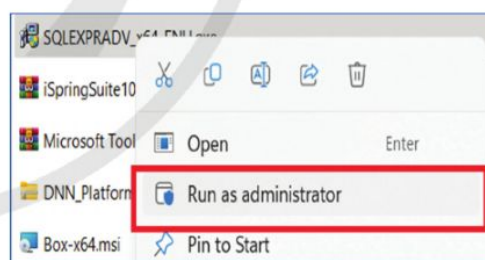 SQLEXPRADV_x64_ENU.exe
iSpringSuite10
Microsoft Tool
Open Enter
DNN_Platform
Run as administrator
Box-x64.msi
Pin to Start